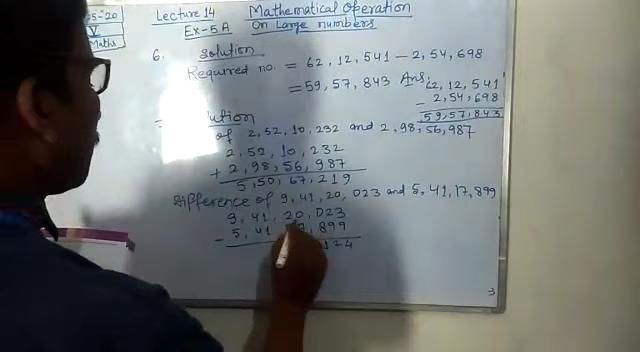 05-20
V
Maths
Lecture 14 Mathematical Operation
Ex-5A On Large numbers
6. Solution
Required no. = 62,12,541 - 2,54,698
= 59,57,843 Ans.
62,12,541
- 2,54,698
59,57,843
of 2,52,10,232 and 2,98,56,987
2,52,10,232
+ 2,98,56,987
5,50,67,219
Difference of 9,41,20,023 and 5,41,17,899
9,41,20,023
- 5,41,17,899
124
3